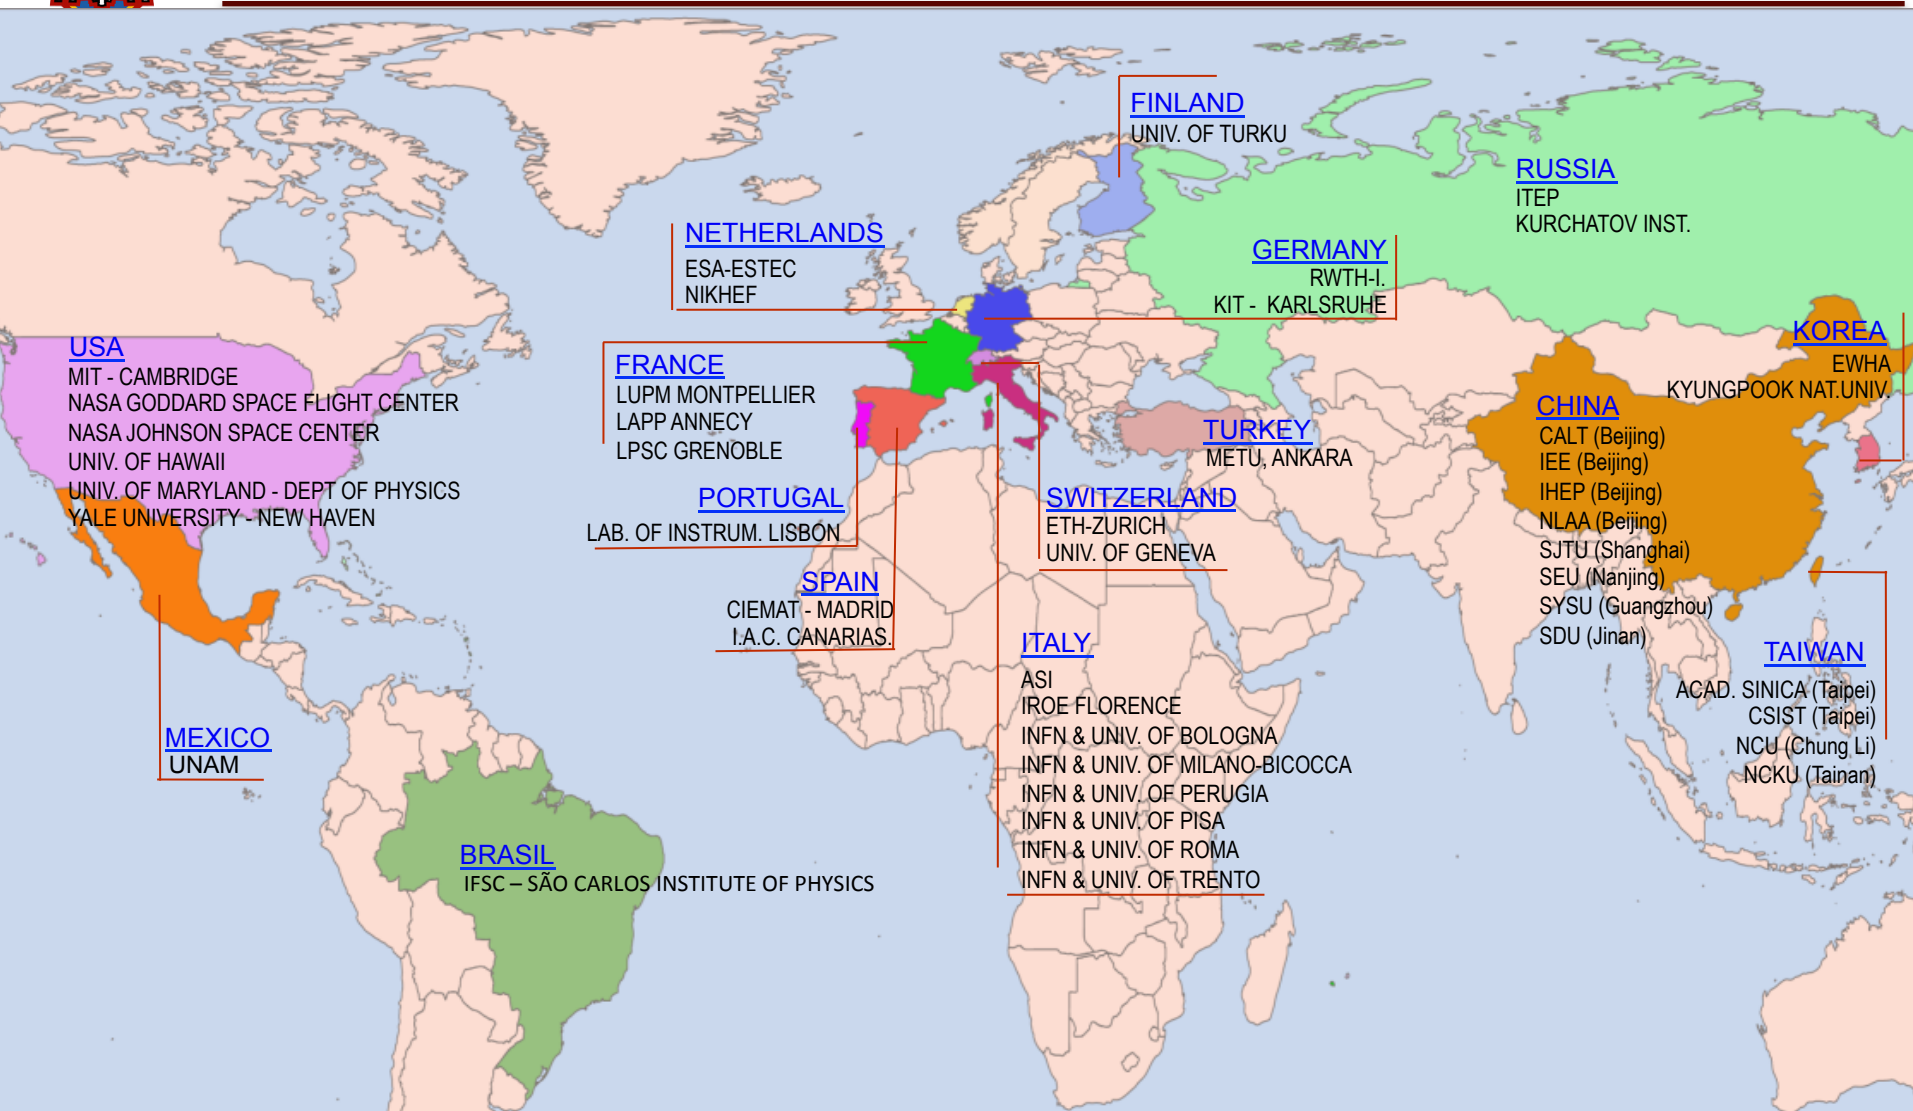 FINLAND
UNIV. OF TURKU
RUSSIA
ITEP
KURCHATOV INST.
NETHERLANDS
ESA-ESTEC
NIKHEF
GERMANY
RWTH-I.
KIT - KARLSRUHE
USA
MIT - CAMBRIDGE
NASA GODDARD SPACE FLIGHT CENTER
NASA JOHNSON SPACE CENTER
UNIV. OF HAWAII
UNIV. OF MARYLAND - DEPT OF PHYSICS
YALE UNIVERSITY - NEW HAVEN
FRANCE
LUPM MONTPELLIER
LAPP ANNECY
LPSC GRENOBLE
KOREA
EWHA
KYUNGPOOK NAT.UNIV.
CHINA
CALT (Beijing)
IEE (Beijing)
IHEP (Beijing)
NLAA (Beijing)
SJTU (Shanghai)
SEU (Nanjing)
SYSU (Guangzhou)
SDU (Jinan)
TURKEY
METU, ANKARA
PORTUGAL
LAB. OF INSTRUM. LISBON
SWITZERLAND
ETH-ZURICH
UNIV. OF GENEVA
SPAIN
CIEMAT - MADRID
I.A.C. CANARIAS.
ITALY
ASI
IROE FLORENCE
INFN & UNIV. OF BOLOGNA
INFN & UNIV. OF MILANO-BICOCCA
INFN & UNIV. OF PERUGIA
INFN & UNIV. OF PISA
INFN & UNIV. OF ROMA
INFN & UNIV. OF TRENTO
TAIWAN
ACAD. SINICA (Taipei)
CSIST (Taipei)
NCU (Chung Li)
NCKU (Tainan)
MEXICO
UNAM
BRASIL
IFSC – SÃO CARLOS INSTITUTE OF PHYSICS